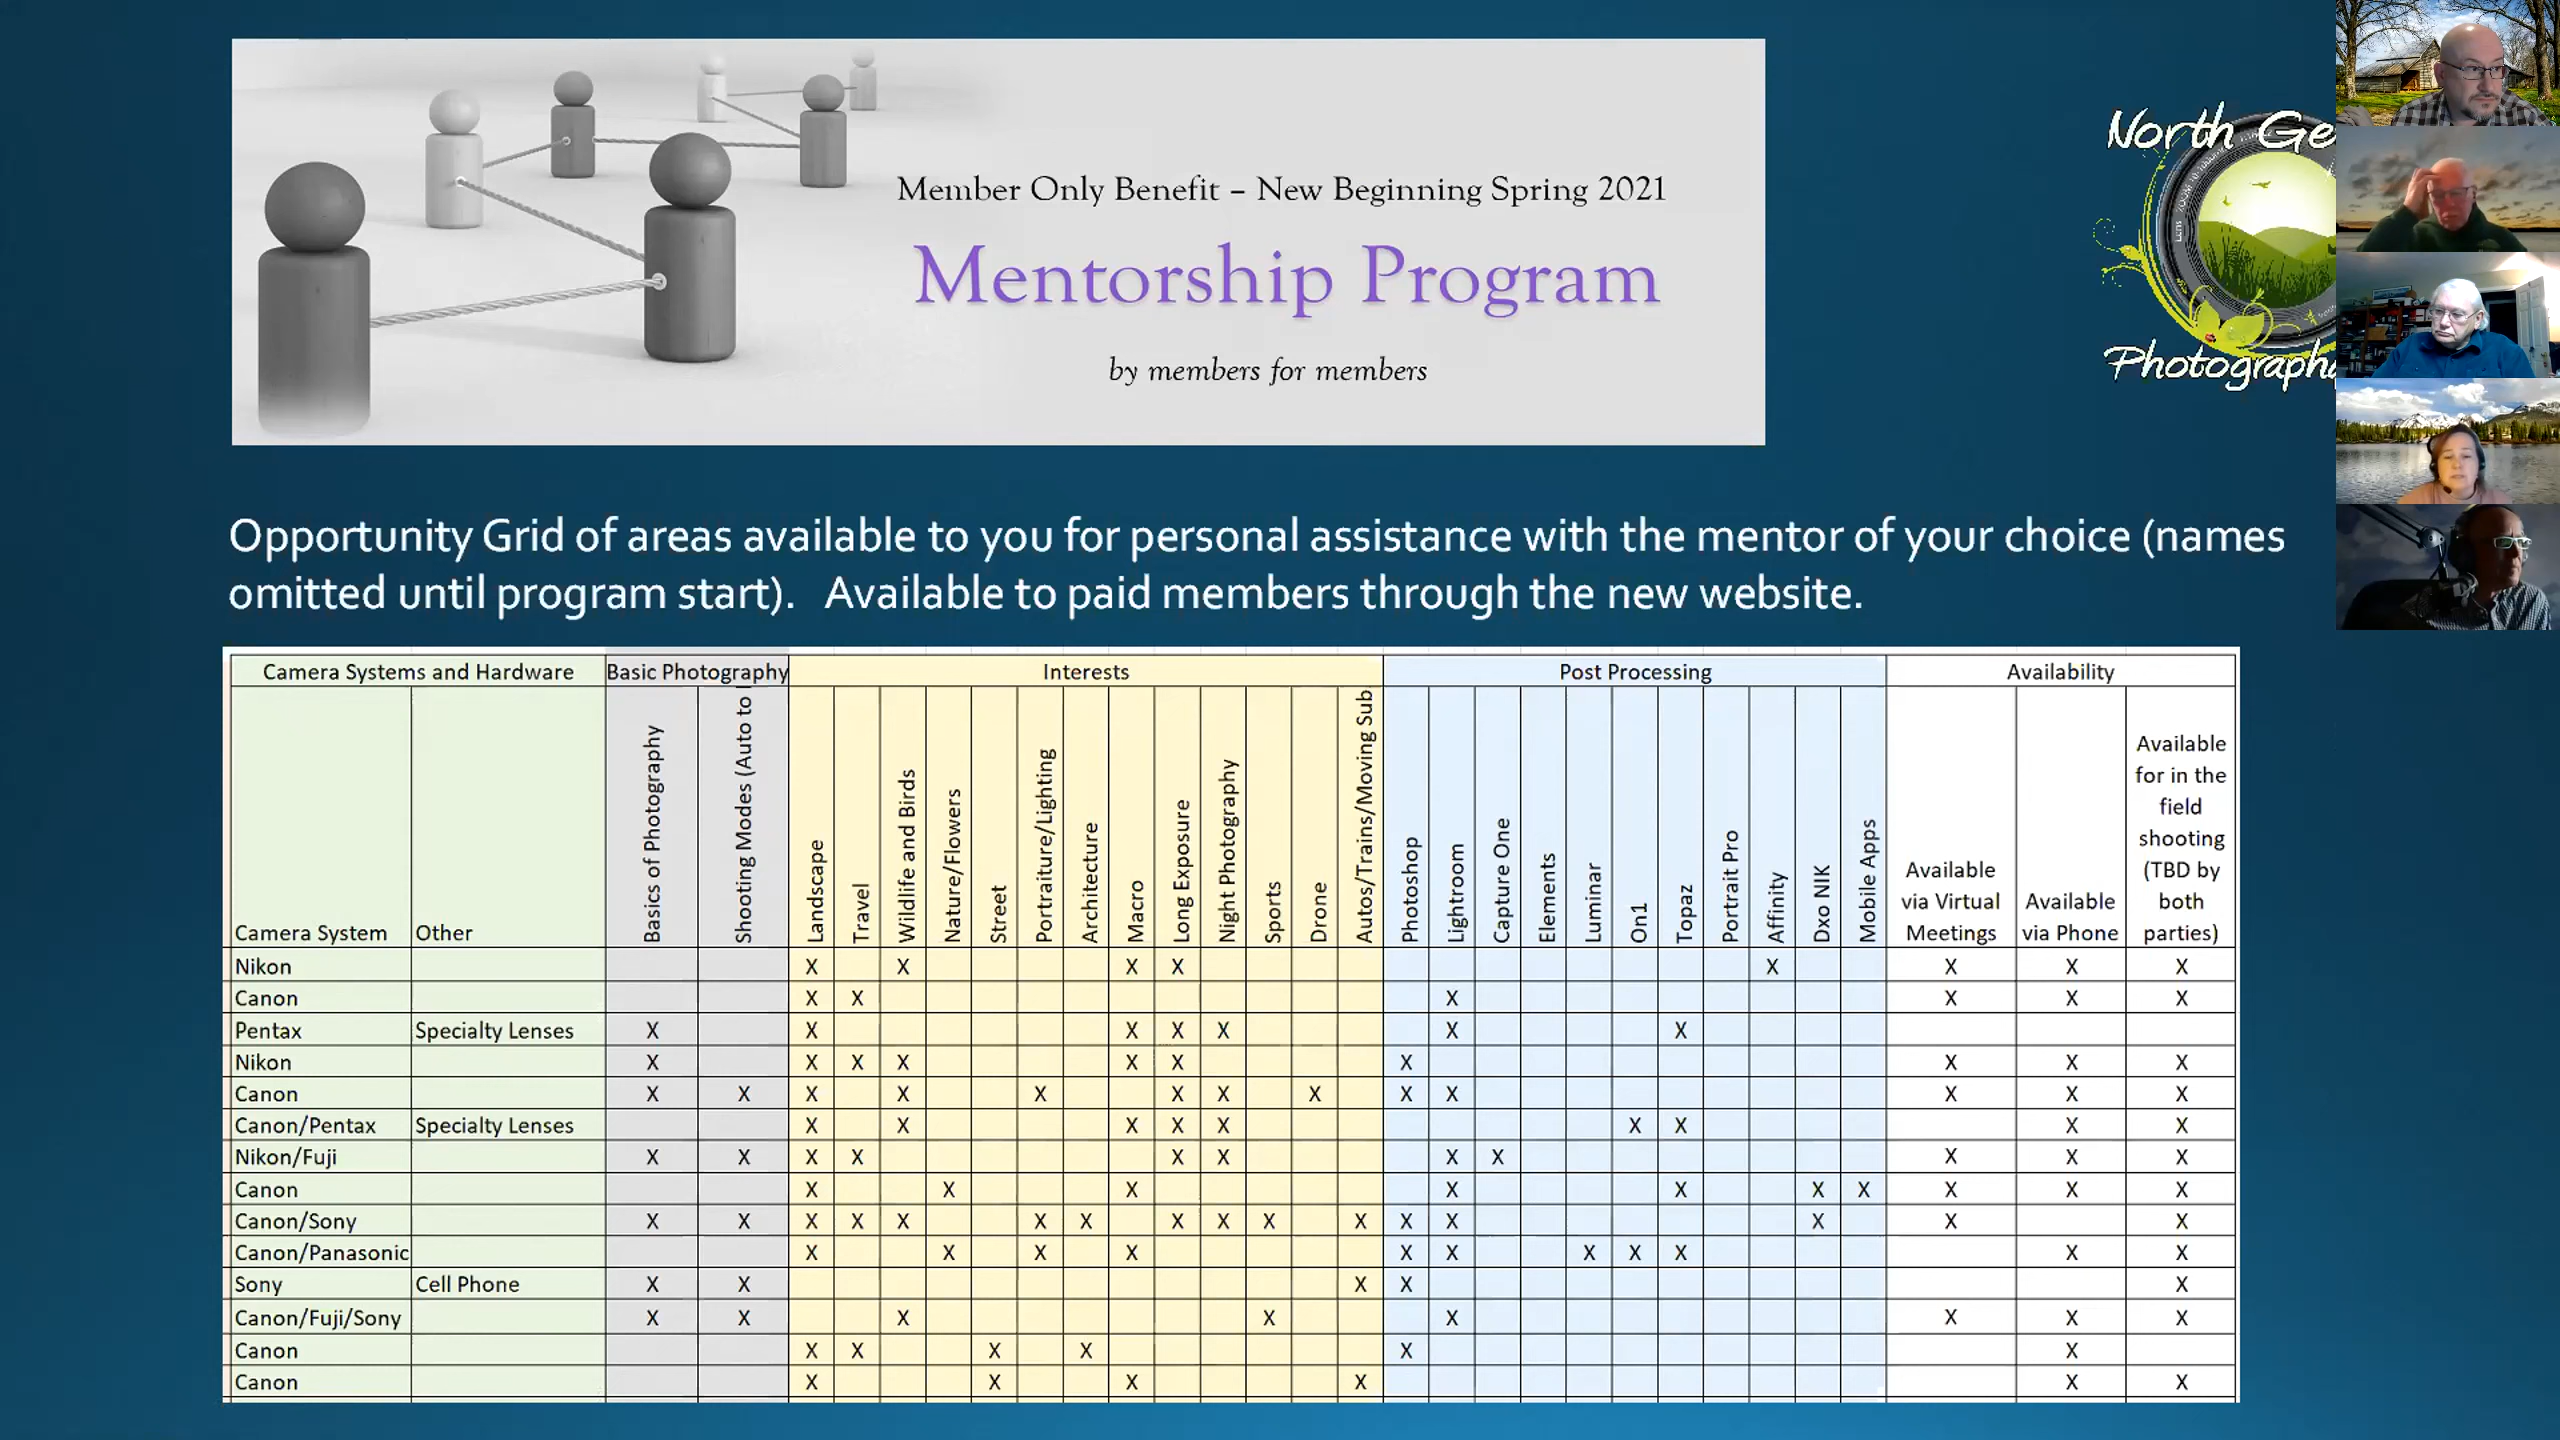 Member Only Benefit – New Beginning Spring 2021
Mentorship Program
by members for members
North Ge
Photograph
Opportunity Grid of areas available to you for personal assistance with the mentor of your choice (names
omitted until program start). Available to paid members through the new website.
Camera Systems and Hardware Basic Photography Interests Post Processing Availability
Camera System
Other
Basics of Photography
Shooting Modes (Auto to
Landscape
Travel
Wildlife and Birds
Nature/Flowers
Street
Portraiture/Lighting
Architecture
Macro
Long Exposure
Night Photography
Sports
Drone
Autos/Trains/Moving Sub
Photoshop
Lightroom
Capture One
Elements
Luminar
On1
Topaz
Portrait Pro
Affinity
Dxo NIK
Mobile Apps
Available
via Virtual
Meetings
Available
via Phone
Available
for in the
field
shooting
(TBD by
both
parties)
Nikon X X X X X X X X
Canon X X X X X X
Pentax Specialty Lenses X X X X X X X
Nikon X X X X X X X X X X
Canon X X X X X X X X X X X X X
Canon/Pentax Specialty Lenses X X X X X X X X X
Nikon/Fuji X X X X X X X X X X X
Canon X X X X X X X X X X
Canon/Sony X X X X X X X X X X X X X X X X
Canon/Panasonic X X X X X X X X X X X
Sony Cell Phone X X X X X
Canon/Fuji/Sony X X X X X X X X
Canon X X X X X X
Canon X X X X X X